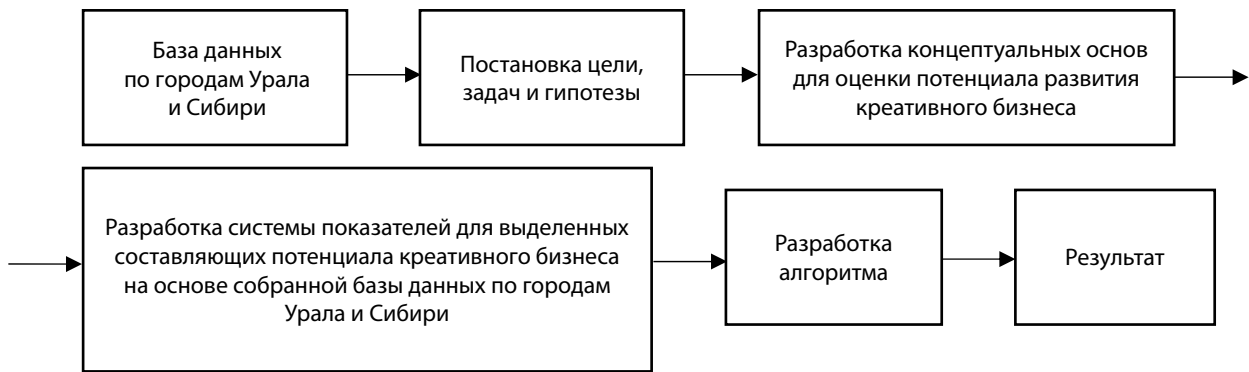 База данных
по городам Урала
и Сибири
Постановка цели,
задач и гипотезы
Разработка концептуальных основ
для оценки потенциала развития
креативного бизнеса
Разработка системы показателей для выделенных
составляющих потенциала креативного бизнеса
на основе собранной базы данных по городам
Урала и Сибири
Разработка
алгоритма
Результат